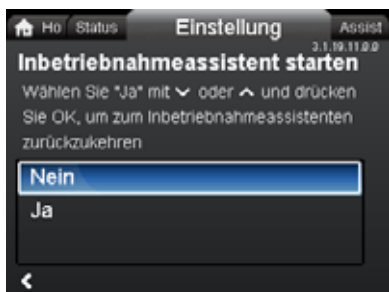 Ho Status Einstellung Assist
3.1.19.11.0.0
Inbetriebnahmeassistent starten
Wählen Sie "Ja" mit oder und drücken
Sie OK, um zum Inbetriebnahmeassistenten
zurückzukehren
Nein
Ja